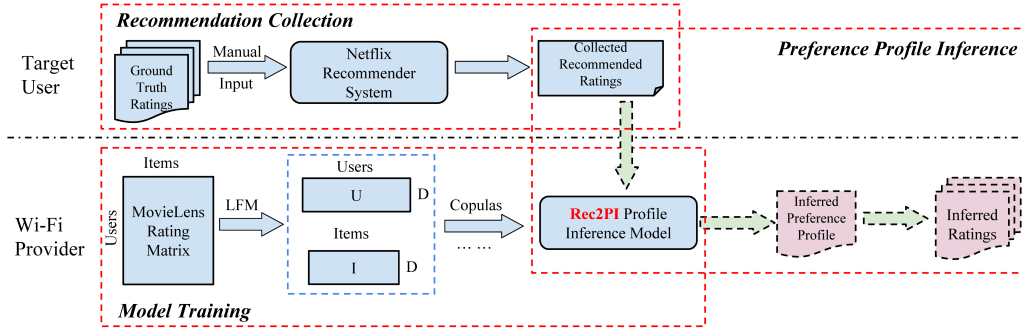 Recommendation Collection
Preference Profile Inference
Target
User
Ground
Truth
Ratings
Manual
Input
Netflix
Recommender
System
Collected
Recommended
Ratings
Wi-Fi
Provider
Items
Users
MovieLens
Rating
Matrix
LFM
Users
U
D
Items
I
D
Copulas
... ...
Rec2PI Profile
Inference Model
Inferred
Preference
Profile
Inferred
Ratings
Model Training